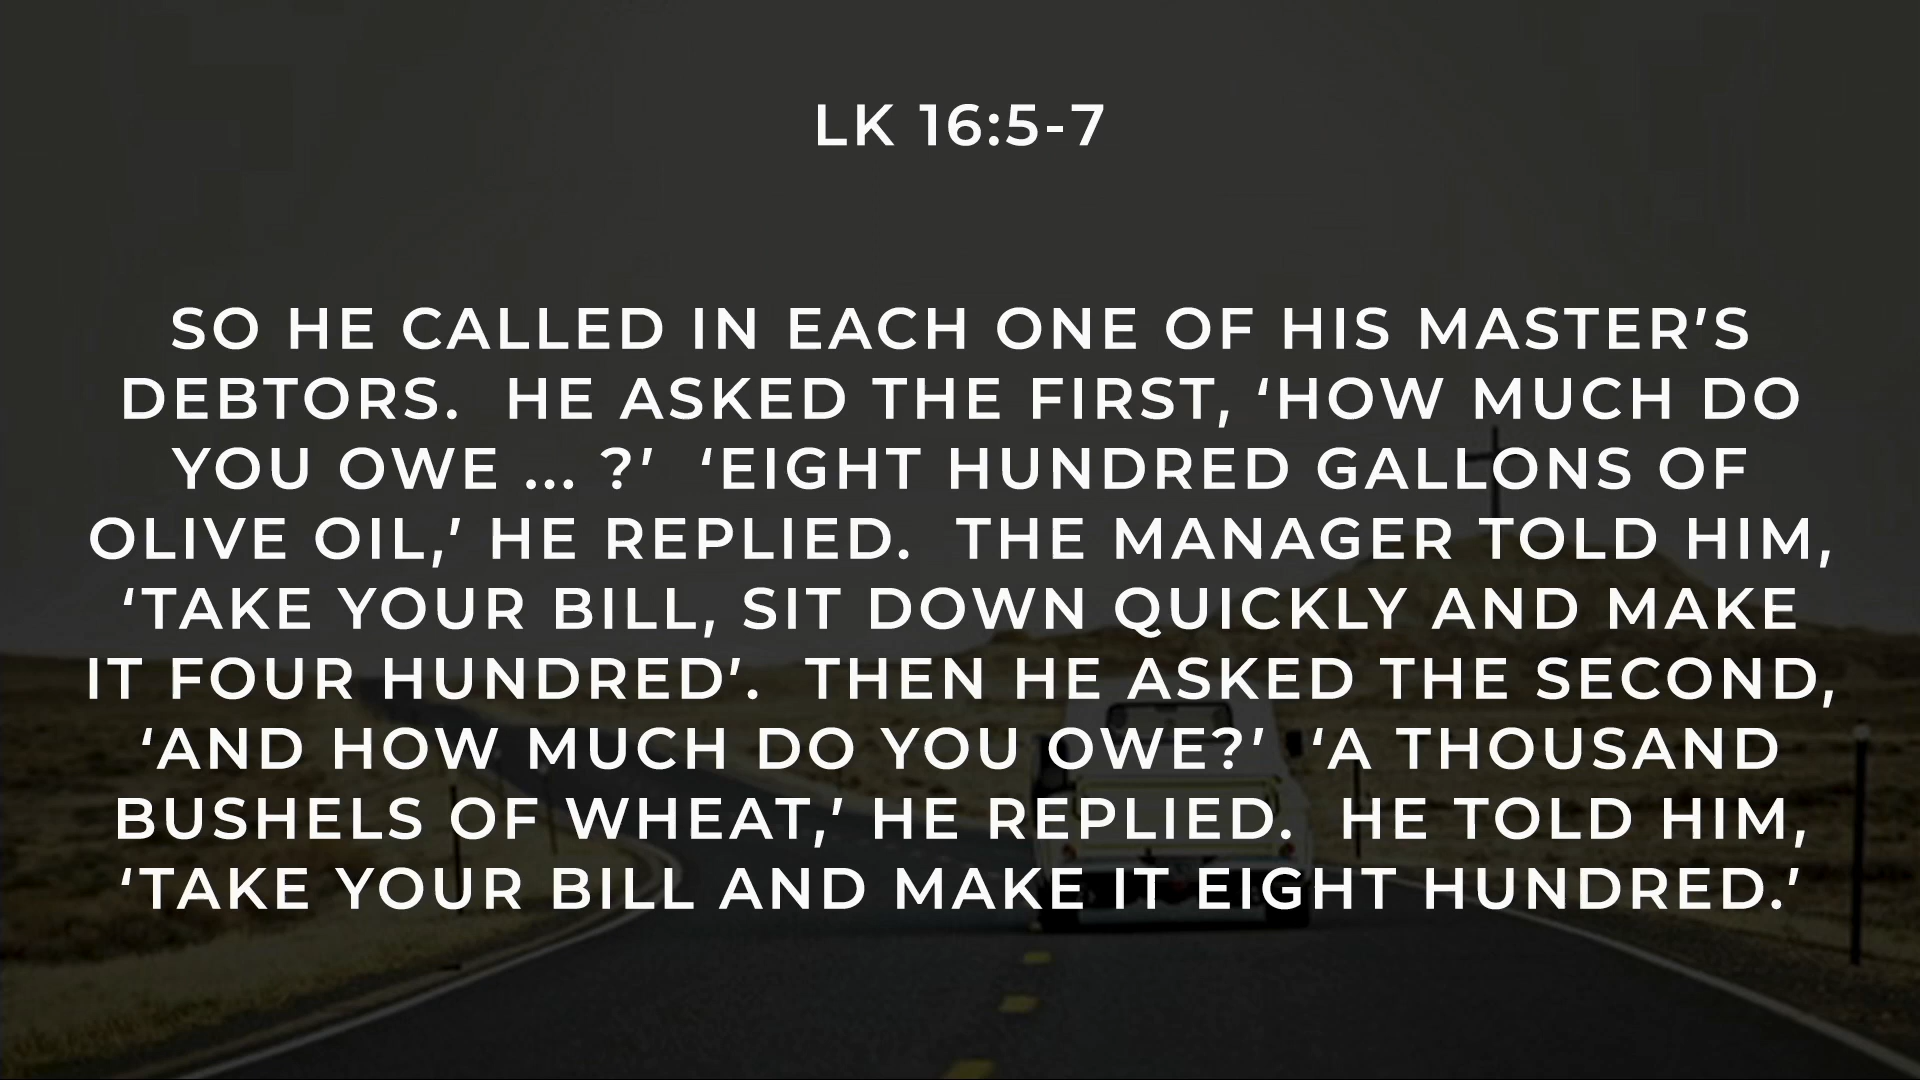 LK 16:5-7
SO HE CALLED IN EACH ONE OF HIS MASTER’S
DEBTORS.  HE ASKED THE FIRST, ‘HOW MUCH DO
YOU OWE ... ?’  ‘EIGHT HUNDRED GALLONS OF
OLIVE OIL,’ HE REPLIED.  THE MANAGER TOLD HIM,
‘TAKE YOUR BILL, SIT DOWN QUICKLY AND MAKE
IT FOUR HUNDRED’.  THEN HE ASKED THE SECOND,
‘AND HOW MUCH DO YOU OWE?’  ‘A THOUSAND
BUSHELS OF WHEAT,’ HE REPLIED.  HE TOLD HIM,
‘TAKE YOUR BILL AND MAKE IT EIGHT HUNDRED.’